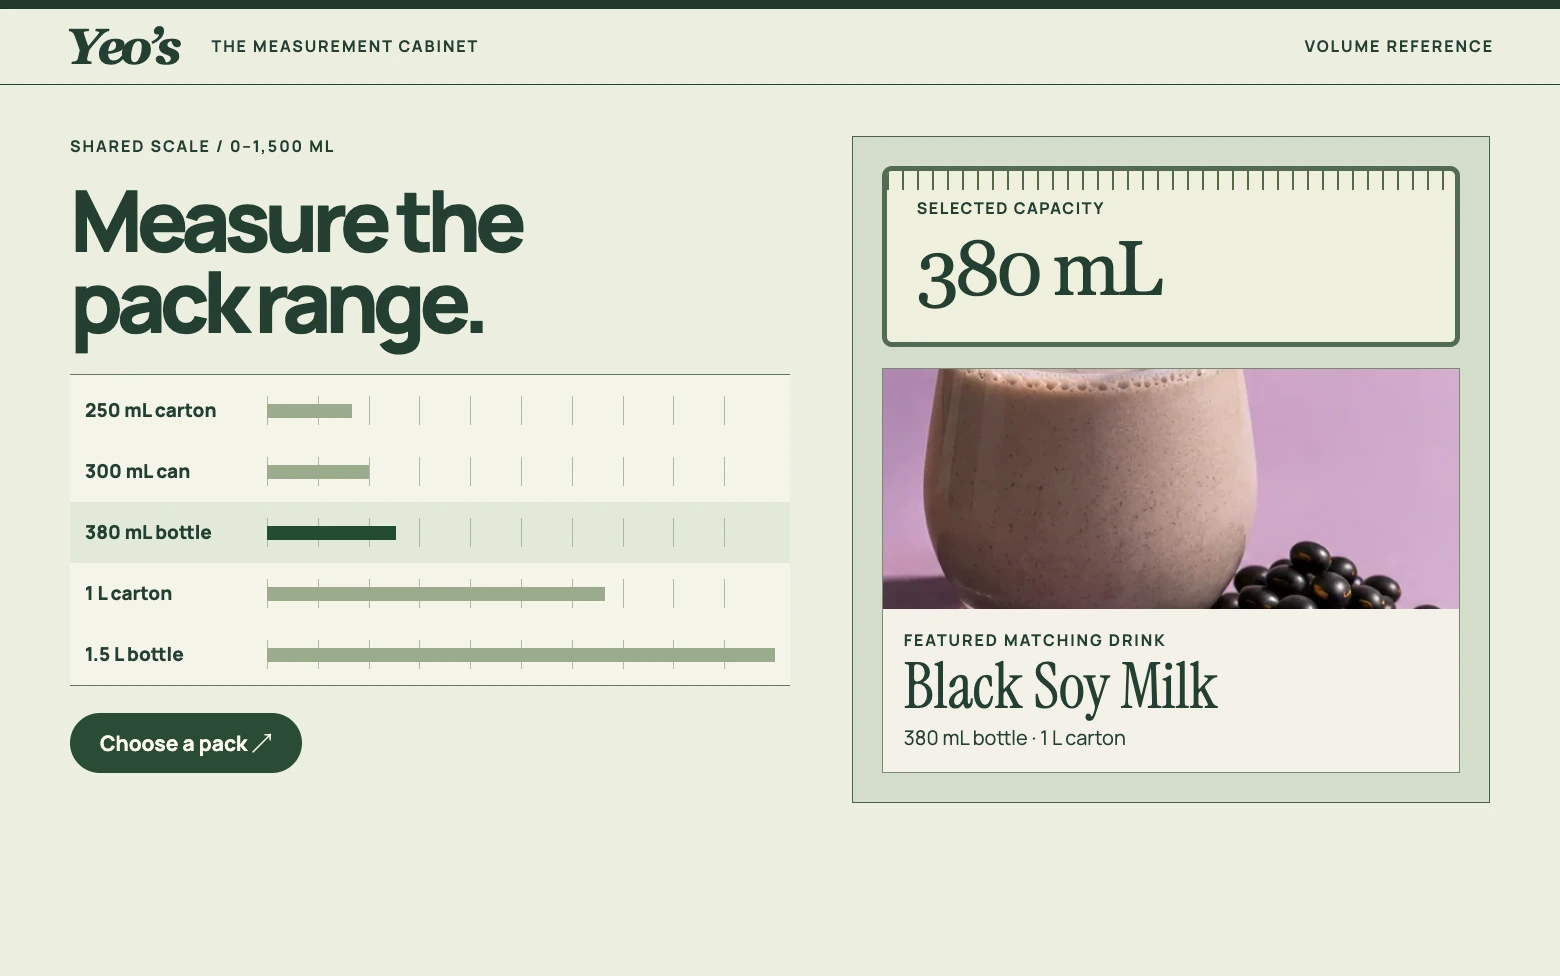 Yeo's
THE MEASUREMENT CABINET
VOLUME REFERENCE
SHARED SCALE / 0–1,500 ML
Measure the
pack range.
250 mL carton
300 mL can
380 mL bottle
1 L carton
1.5 L bottle
Choose a pack ↗
SELECTED CAPACITY
380 mL
FEATURED MATCHING DRINK
Black Soy Milk
380 mL bottle · 1 L carton